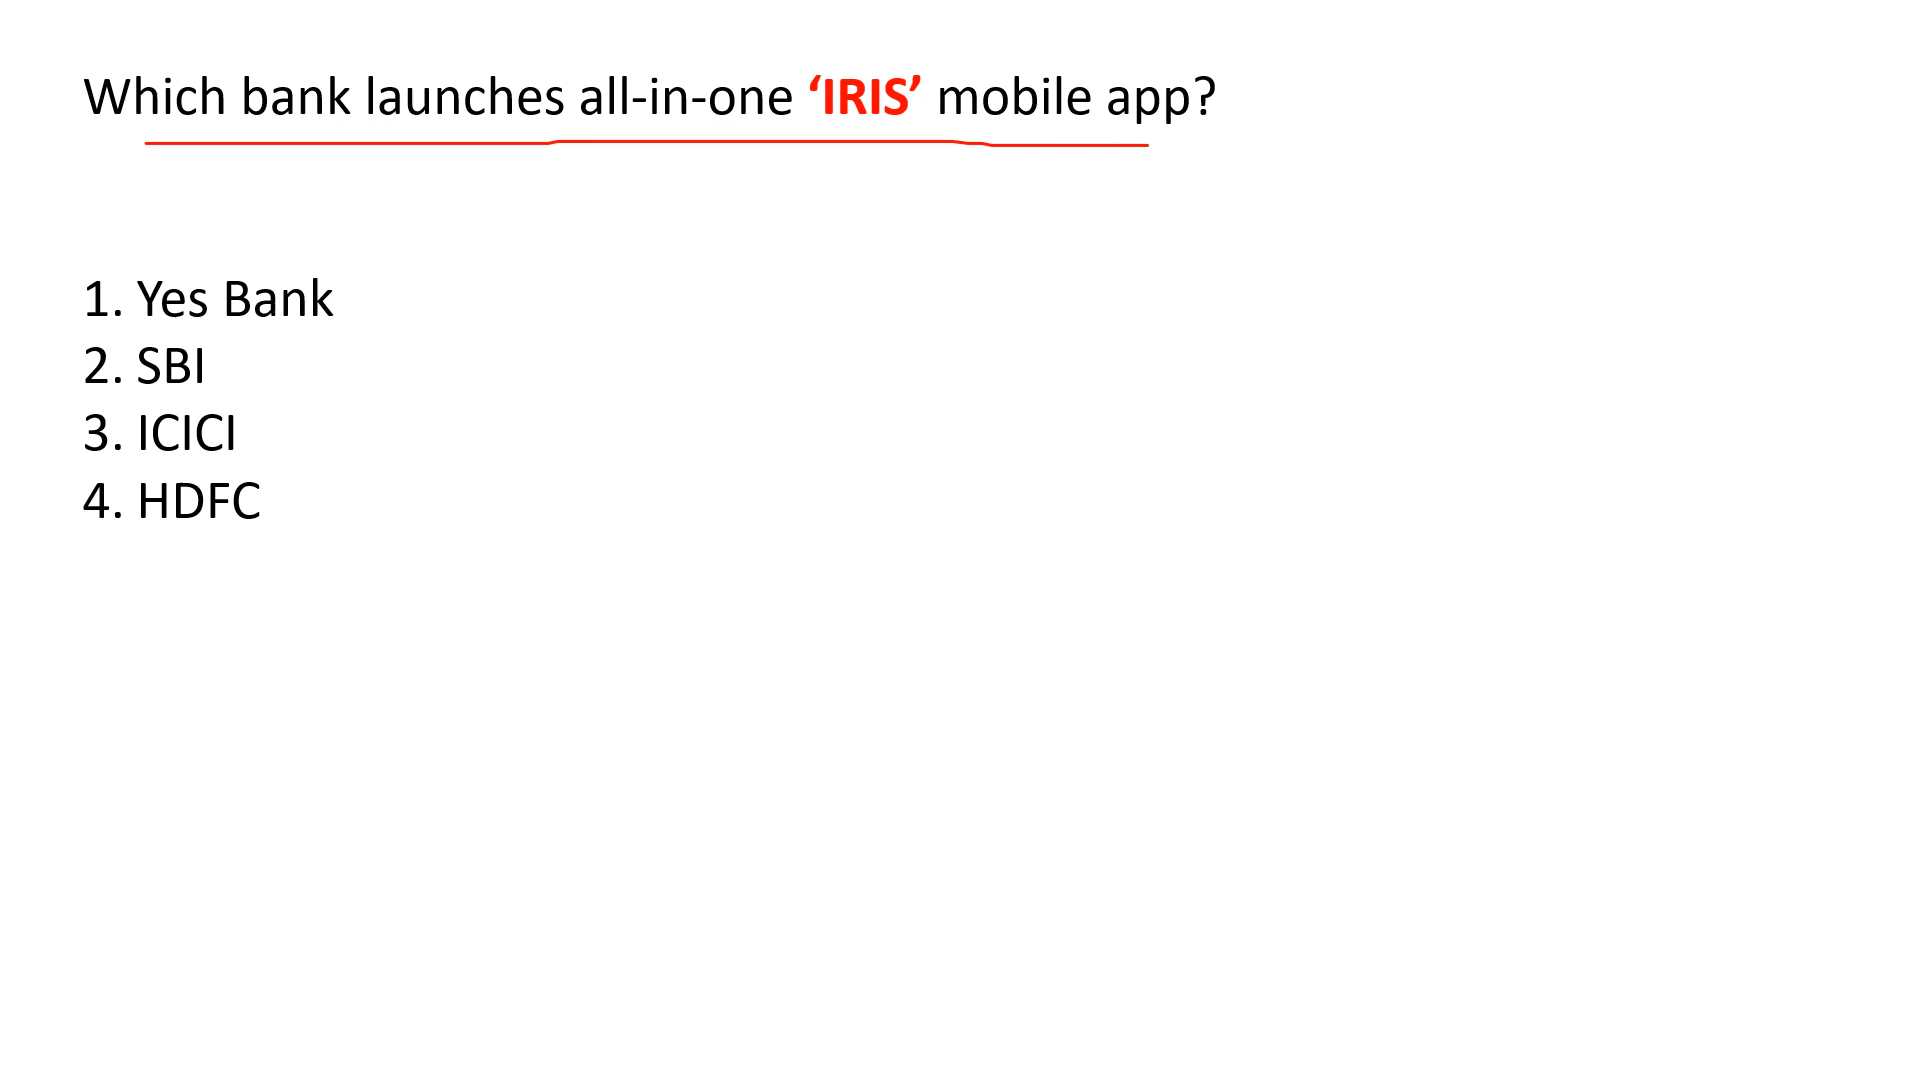 Which bank launches all-in-one ‘IRIS’ mobile app?
1. Yes Bank
2. SBI
3. ICICI
4. HDFC